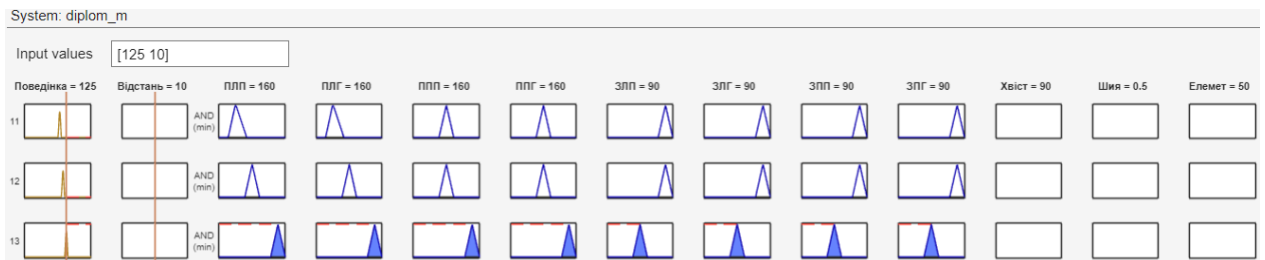 System: diplom_m
Input values [125 10]
Поведінка = 125 Відстань = 10 ПЛП = 160 ПЛГ = 160 ППП = 160 ППГ = 160 ЗЛП = 90 ЗЛГ = 90 ЗПП = 90 ЗПГ = 90 Хвіст = 90 Шия = 0.5 Елемет = 50
11 AND
(min)
12 AND
(min)
13 AND
(min)